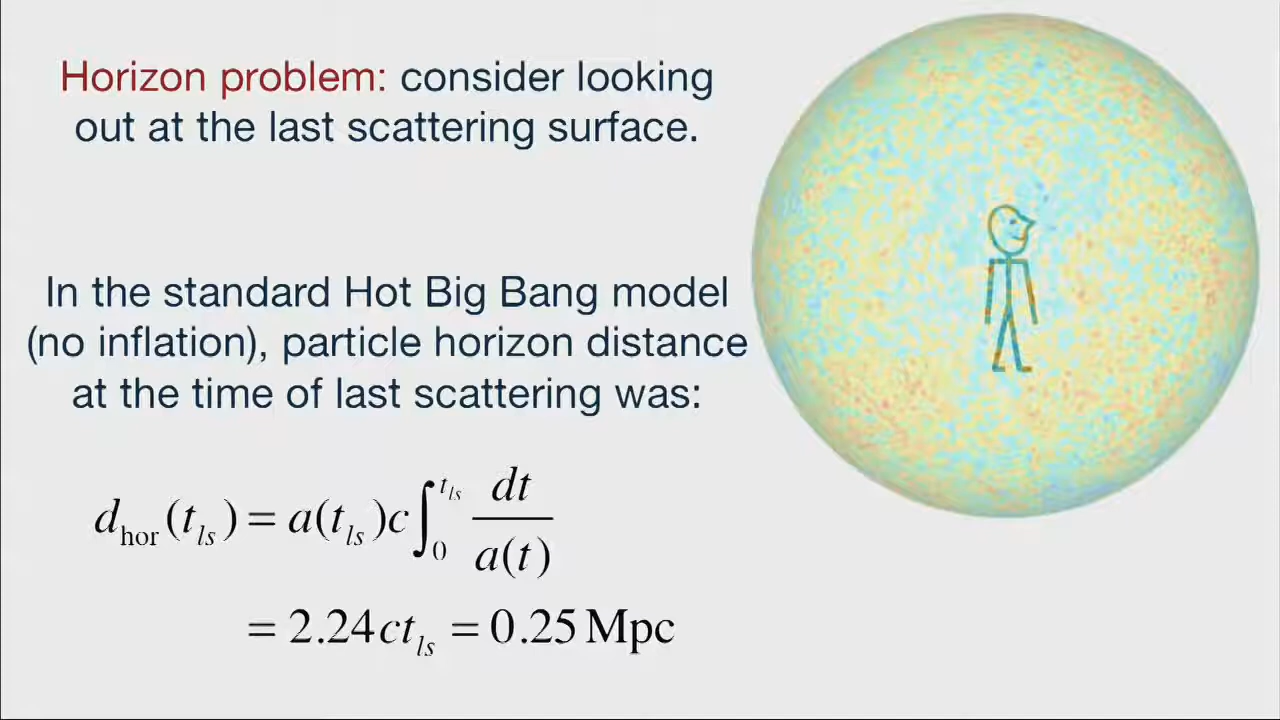 Horizon problem: consider looking
out at the last scattering surface.
In the standard Hot Big Bang model
(no inflation), particle horizon distance
at the time of last scattering was:
d_hor(t_ls) = a(t_ls)c ∫_0^{t_ls} dt/a(t)
= 2.24ct_ls = 0.25 Mpc